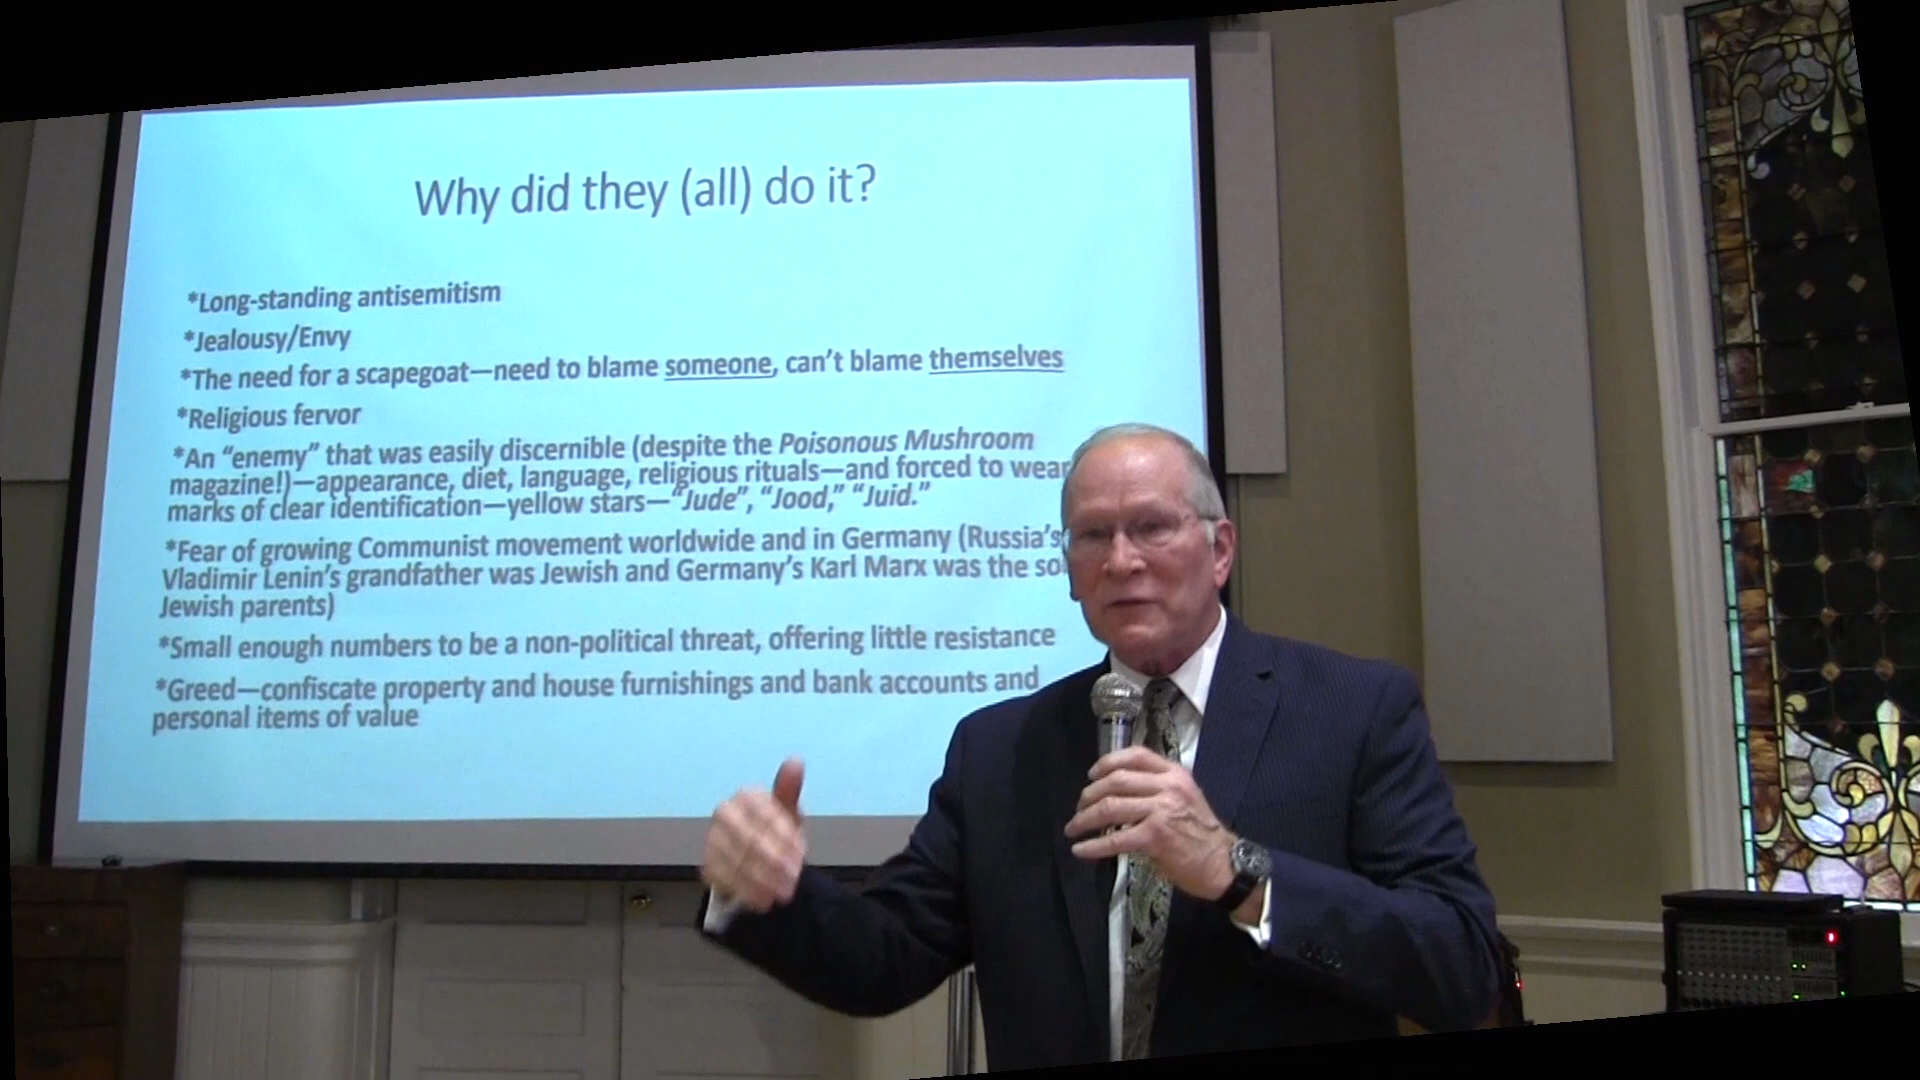 Why did they (all) do it?
*Long-standing antisemitism
*Jealousy/Envy
*The need for a scapegoat—need to blame someone, can't blame themselves
*Religious fervor
*An “enemy” that was easily discernible (despite the Poisonous Mushroom
magazine!)—appearance, diet, language, religious rituals—and forced to wear
marks of clear identification—yellow stars—“Jude”, “Jood,” “Juid.”
*Fear of growing Communist movement worldwide and in Germany (Russia’s
Vladimir Lenin’s grandfather was Jewish and Germany’s Karl Marx was the
Jewish parents)
*Small enough numbers to be a non-political threat, offering little resistance
*Greed—confiscate property and house furnishings and bank accounts and
personal items of value